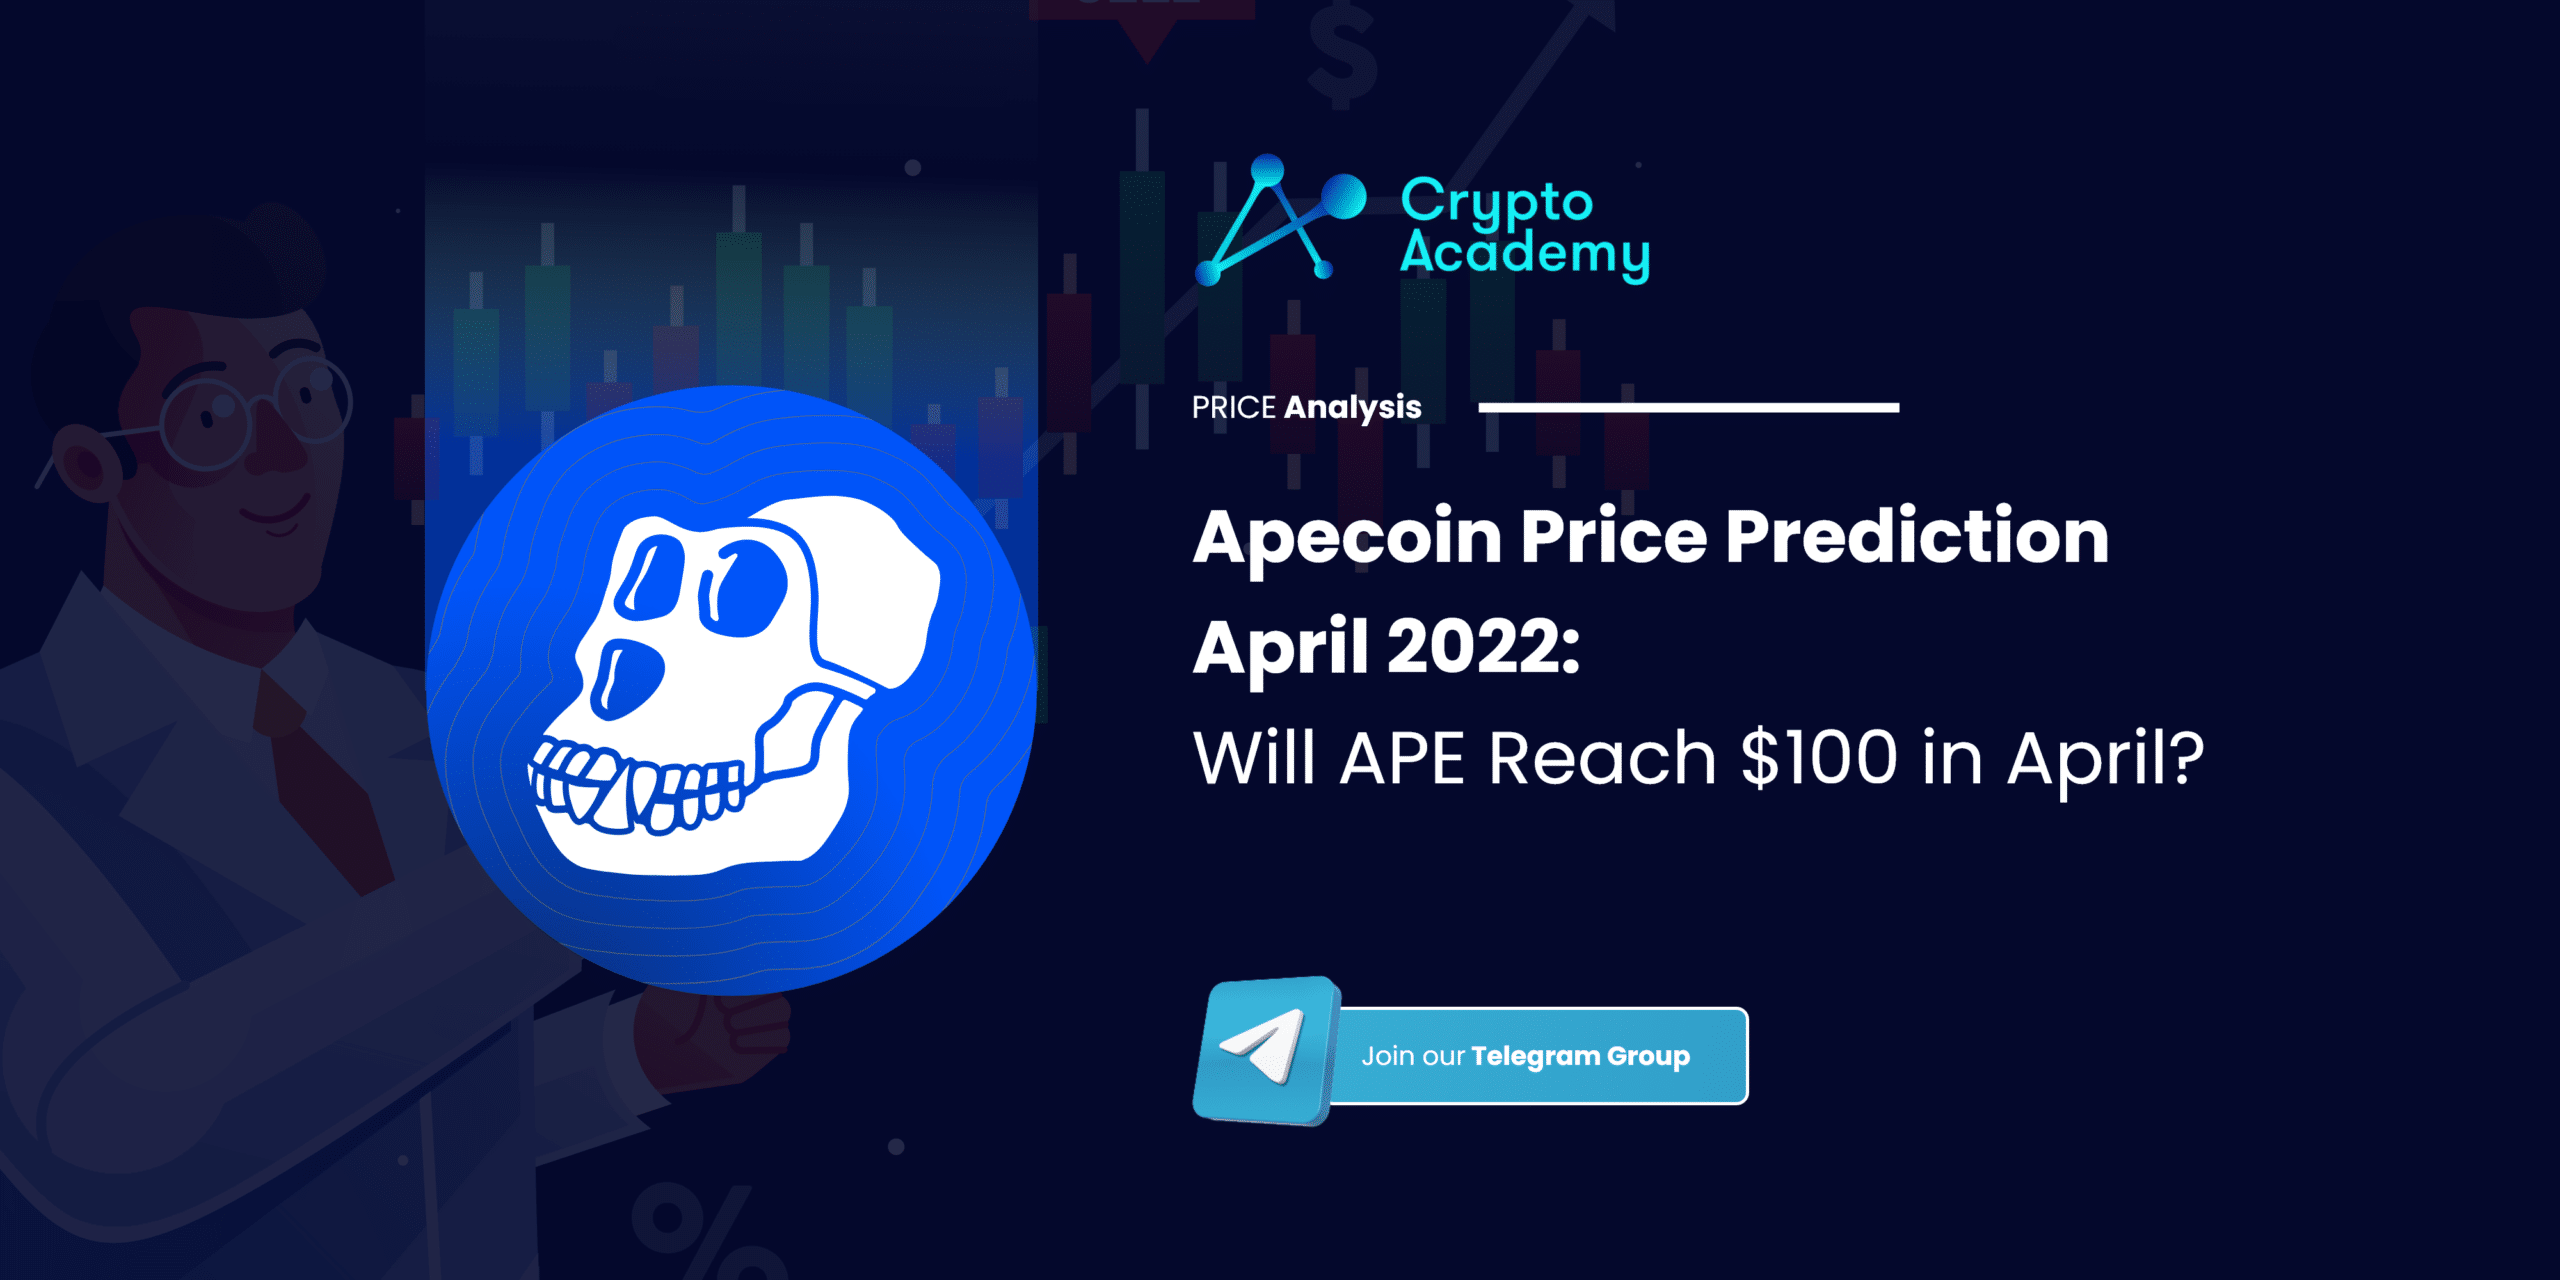 Crypto
Academy
PRICE Analysis
Apecoin Price Prediction
April 2022:
Will APE Reach $100 in April?
Join our Telegram Group
$
%